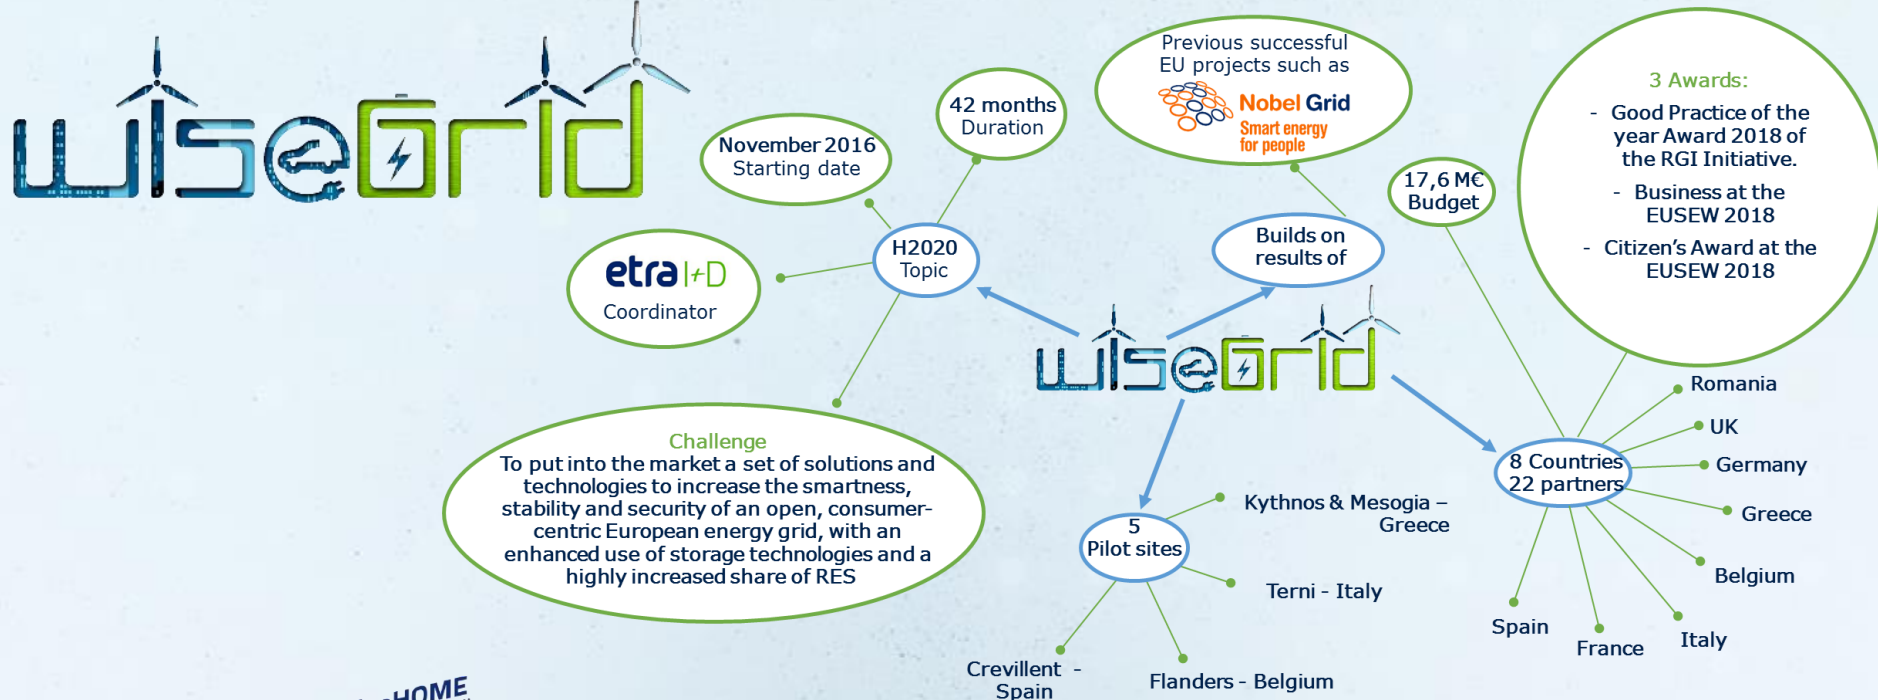 wiseGrid
November 2016
Starting date
42 months
Duration
Previous successful
EU projects such as
Nobel Grid
Smart energy
for people
17,6 M€
Budget
3 Awards:
- Good Practice of the
year Award 2018 of
the RGI Initiative.
- Business at the
EUSEW 2018
- Citizen’s Award at the
EUSEW 2018
etra I+D
Coordinator
H2020
Topic
Builds on
results of
wiseGrid
Challenge
To put into the market a set of solutions and
technologies to increase the smartness,
stability and security of an open, consumer-
centric European energy grid, with an
enhanced use of storage technologies and a
highly increased share of RES
5
Pilot sites
Kythnos & Mesogia –
Greece
Terni - Italy
Flanders - Belgium
Crevillent -
Spain
8 Countries
22 partners
Romania
UK
Germany
Greece
Belgium
Italy
France
Spain
HOME